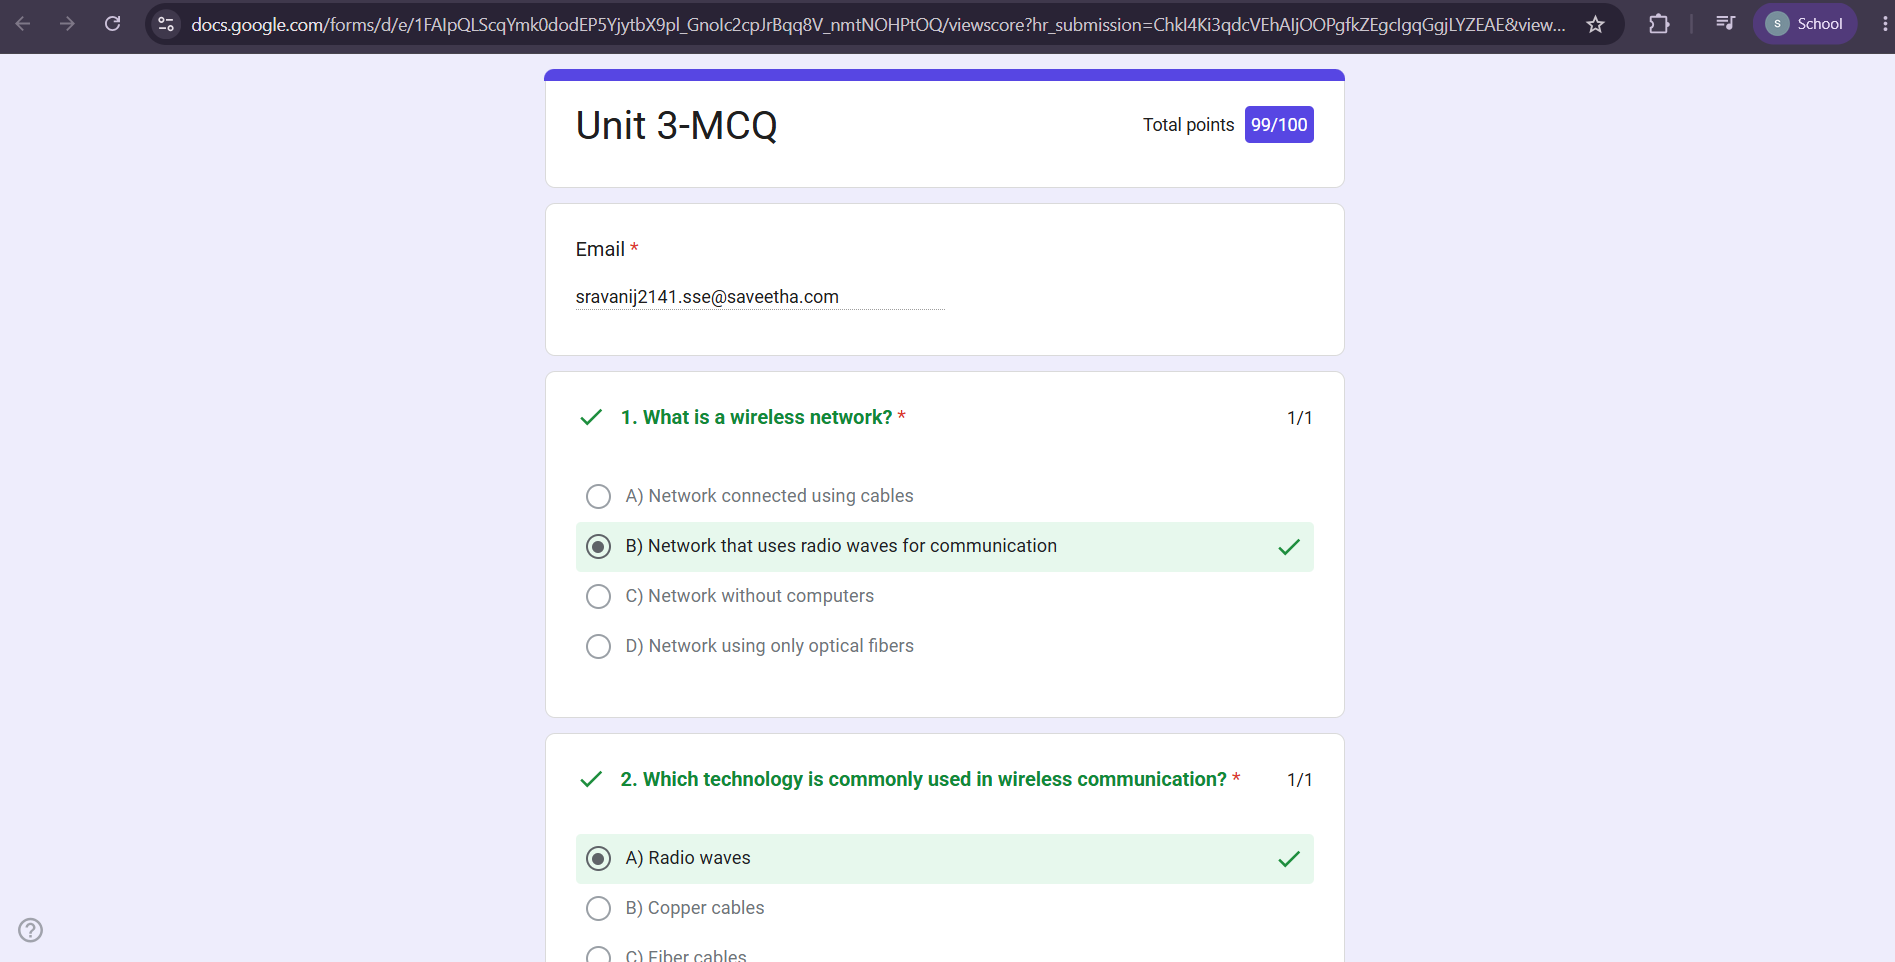 docs.google.com/forms/d/e/1FAIpQLScqYmk0dodEP5YjytbX9pl_GnoIc2cpJrBqq8V_nmtNOHPtOQ/viewscore?hr_submission=ChkI4Ki3qdcVEhAIjOOPgfkZEgcIgqGgjLYZEAE&view...
S School
Unit 3-MCQ
Total points 99/100
Email *
sravanij2141.sse@saveetha.com
1. What is a wireless network? * 1/1
A) Network connected using cables
B) Network that uses radio waves for communication
C) Network without computers
D) Network using only optical fibers
2. Which technology is commonly used in wireless communication? * 1/1
A) Radio waves
B) Copper cables
C) Fiber cables